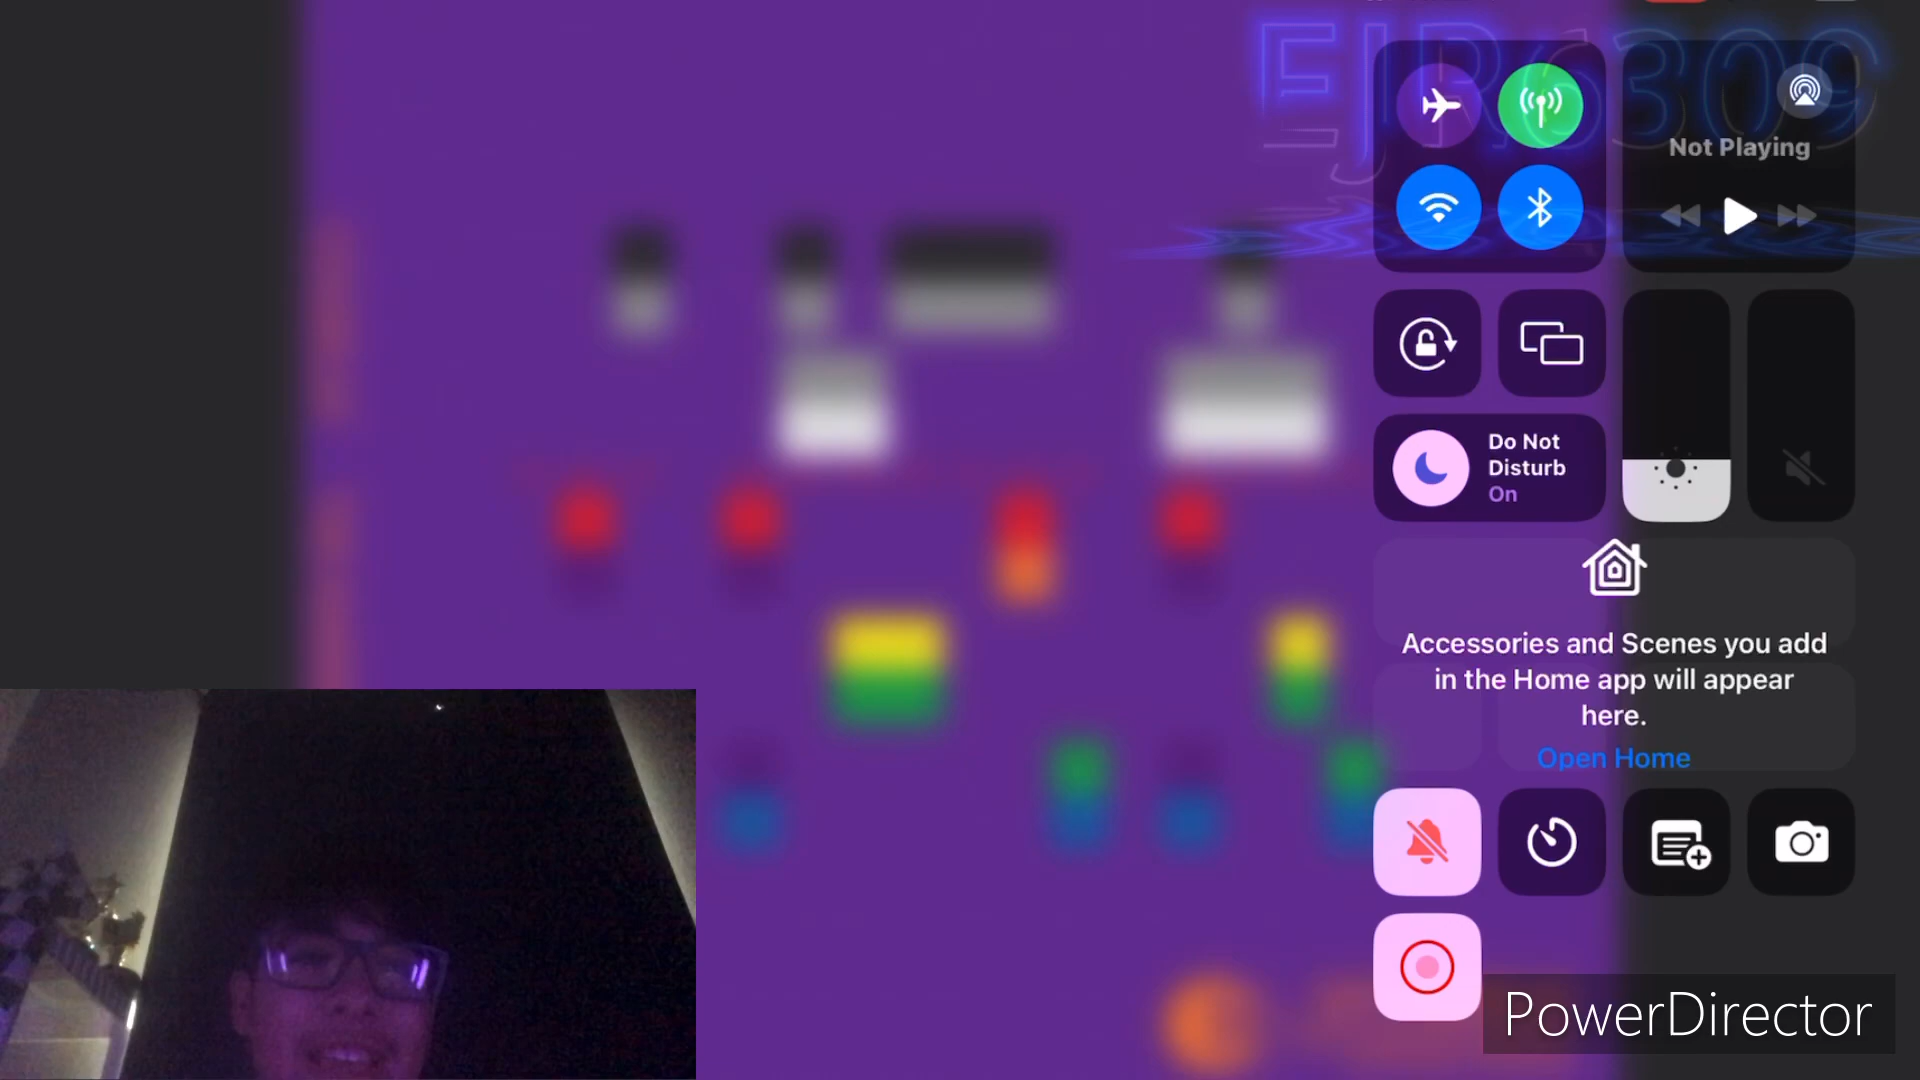 EJR6309
Not Playing
Do Not
Disturb
On
Accessories and Scenes you add
in the Home app will appear
here.
Open Home
PowerDirector